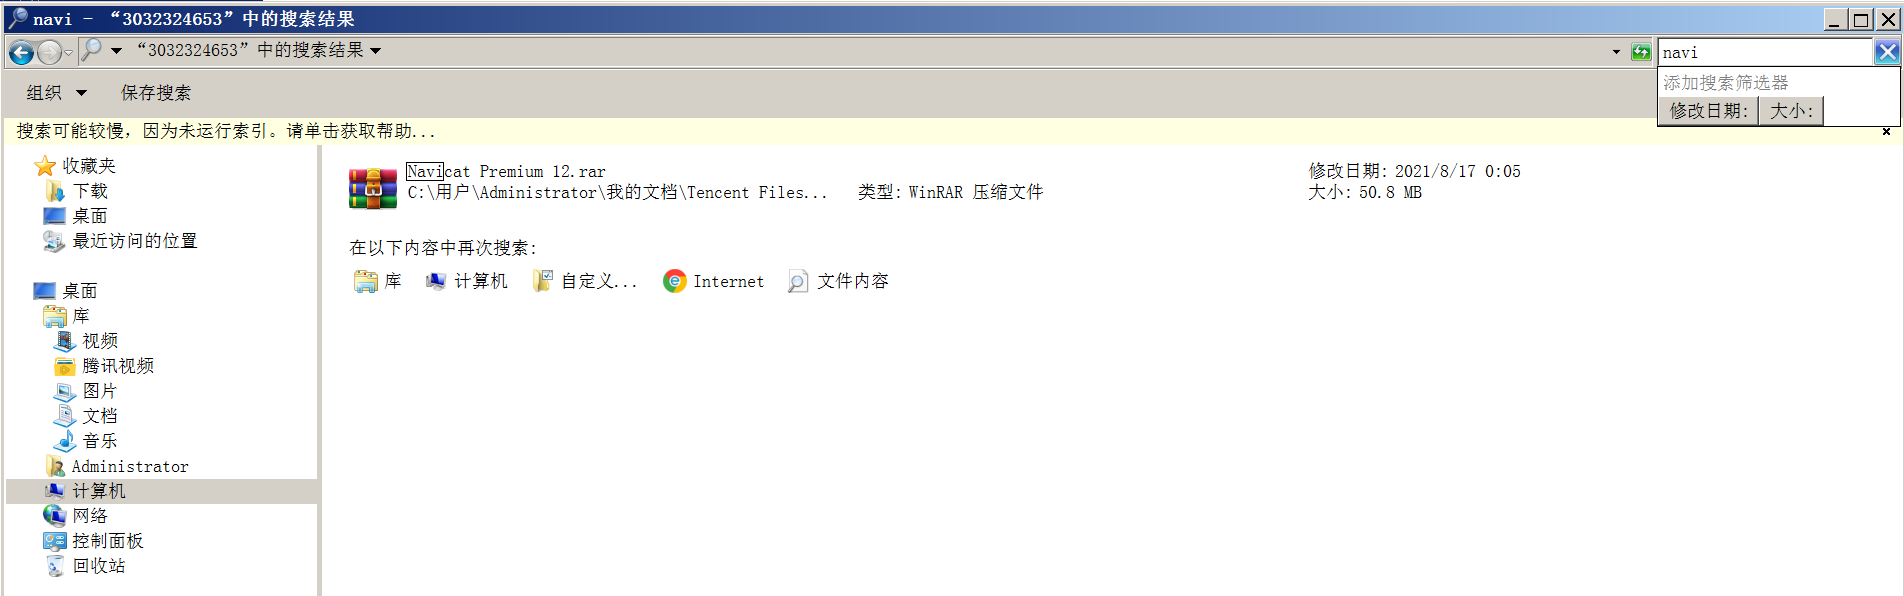 navi - “3032324653”中的搜索结果
“3032324653”中的搜索结果
navi
添加搜索筛选器
修改日期: 大小:
组织 保存搜索
搜索可能较慢，因为未运行索引。请单击获取帮助...
收藏夹
下载
桌面
最近访问的位置
桌面
库
视频
腾讯视频
图片
文档
音乐
Administrator
计算机
网络
控制面板
回收站
Navicat Premium 12.rar 修改日期: 2021/8/17 0:05
C:\用户\Administrator\我的文档\Tencent Files... 类型: WinRAR 压缩文件 大小: 50.8 MB
在以下内容中再次搜索:
库 计算机 自定义... Internet 文件内容